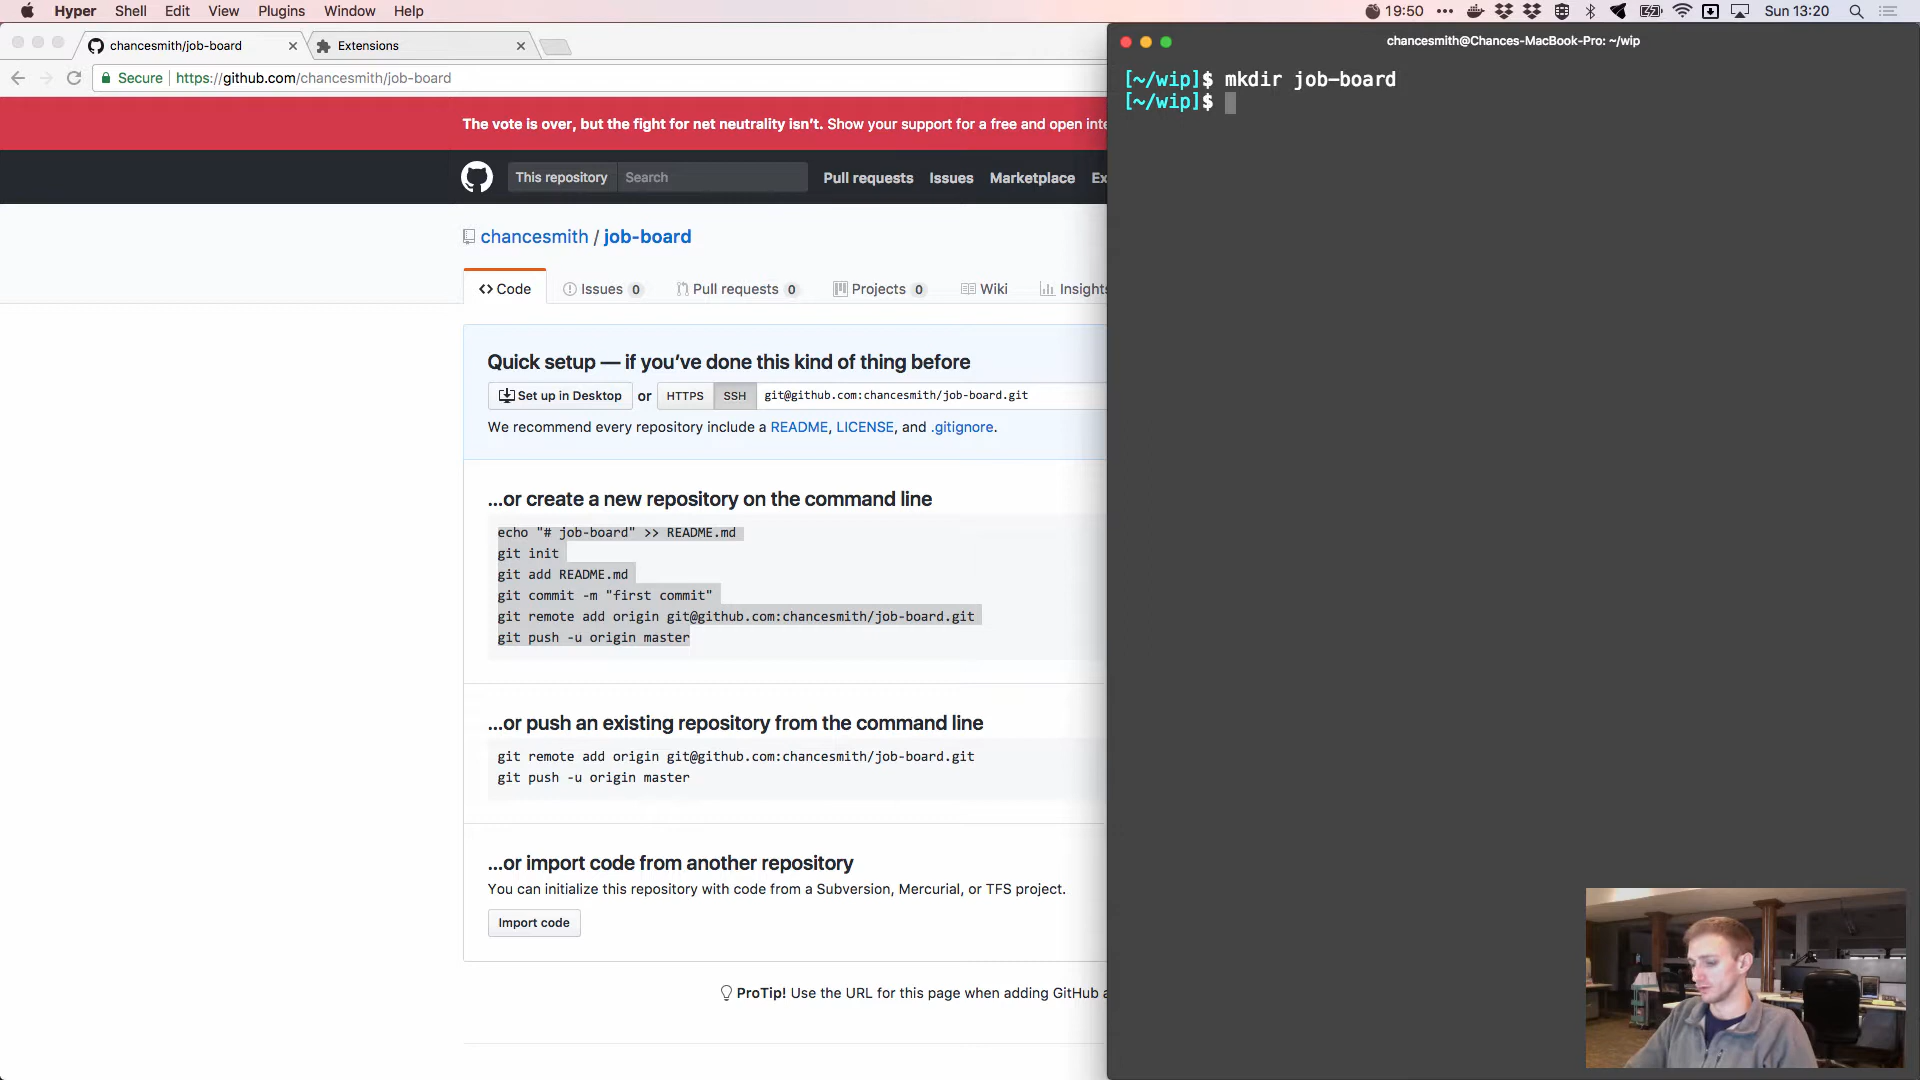 Hyper Shell Edit View Plugins Window Help 19:50 Sun 13:20
chancesmith/job-board
Extensions
Secure https://github.com/chancesmith/job-board
The vote is over, but the fight for net neutrality isn't. Show your support for a free and open inte
This repository Search Pull requests Issues Marketplace Ex
chancesmith / job-board
Code Issues 0 Pull requests 0 Projects 0 Wiki Insights
Quick setup — if you've done this kind of thing before
Set up in Desktop or HTTPS SSH git@github.com:chancesmith/job-board.git
We recommend every repository include a README, LICENSE, and .gitignore.
…or create a new repository on the command line
echo "# job-board" >> README.md
git init
git add README.md
git commit -m "first commit"
git remote add origin git@github.com:chancesmith/job-board.git
git push -u origin master
…or push an existing repository from the command line
git remote add origin git@github.com:chancesmith/job-board.git
git push -u origin master
…or import code from another repository
You can initialize this repository with code from a Subversion, Mercurial, or TFS project.
Import code
ProTip! Use the URL for this page when adding GitHub a
chancesmith@Chances-MacBook-Pro: ~/wip
[~/wip]$ mkdir job-board
[~/wip]$